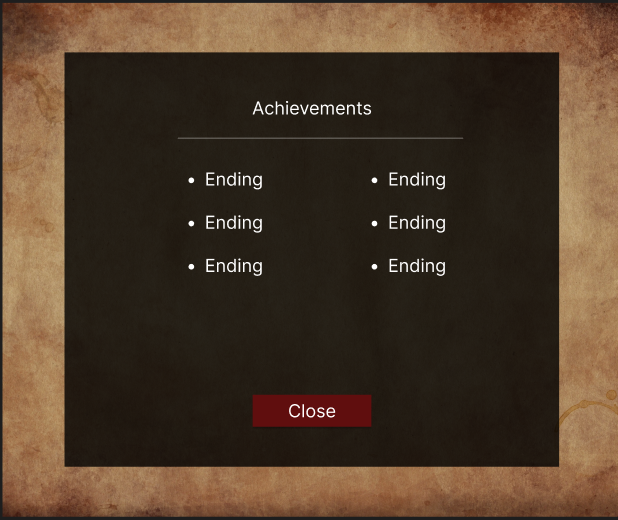 Achievements
• Ending • Ending
• Ending • Ending
• Ending • Ending
Close